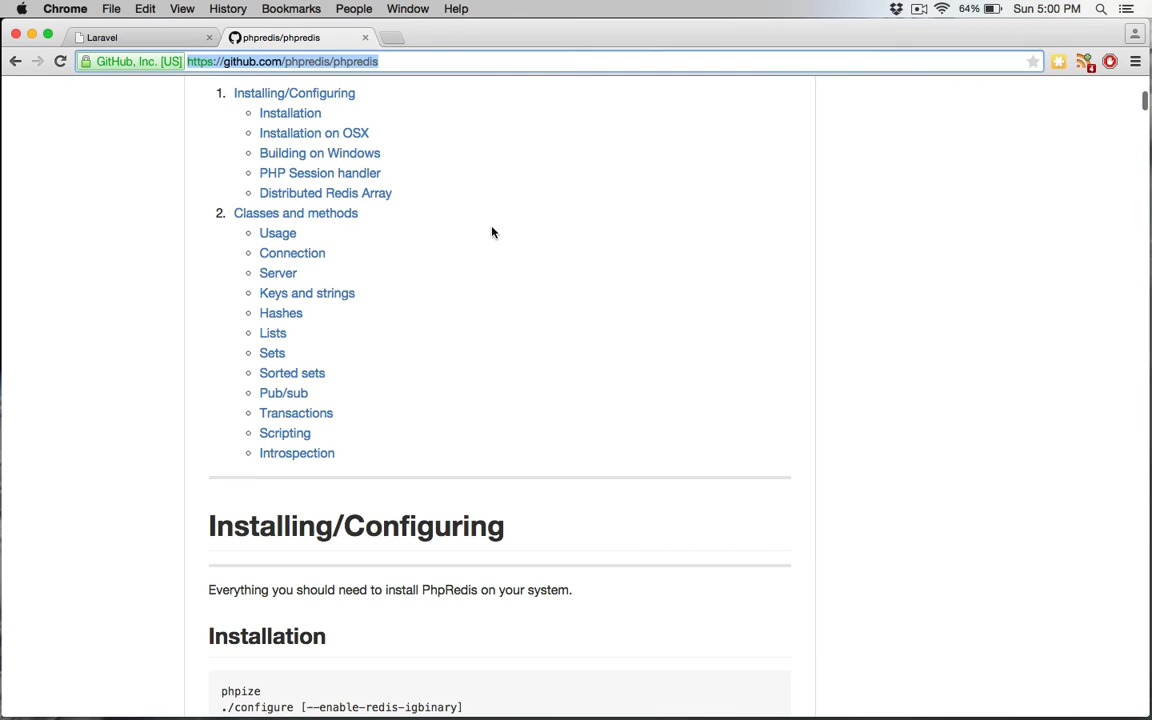 Chrome File Edit View History Bookmarks People Window Help 64% Sun 5:00 PM
Laravel × phpredis/phpredis ×
GitHub, Inc. [US] https://github.com/phpredis/phpredis 4
1. Installing/Configuring
Installation
Installation on OSX
Building on Windows
PHP Session handler
Distributed Redis Array
2. Classes and methods
Usage
Connection
Server
Keys and strings
Hashes
Lists
Sets
Sorted sets
Pub/sub
Transactions
Scripting
Introspection
Installing/Configuring
Everything you should need to install PhpRedis on your system.
Installation
phpize
./configure [--enable-redis-igbinary]